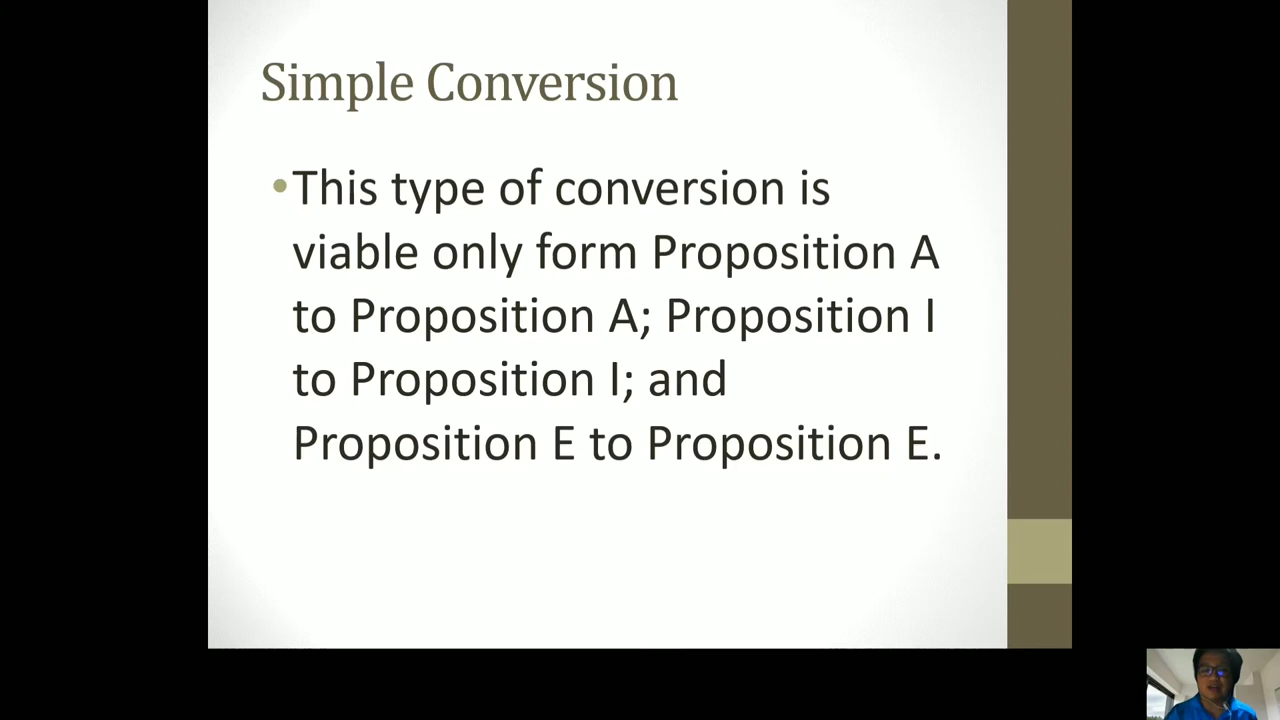 Simple Conversion
•This type of conversion is
viable only form Proposition A
to Proposition A; Proposition I
to Proposition I; and
Proposition E to Proposition E.